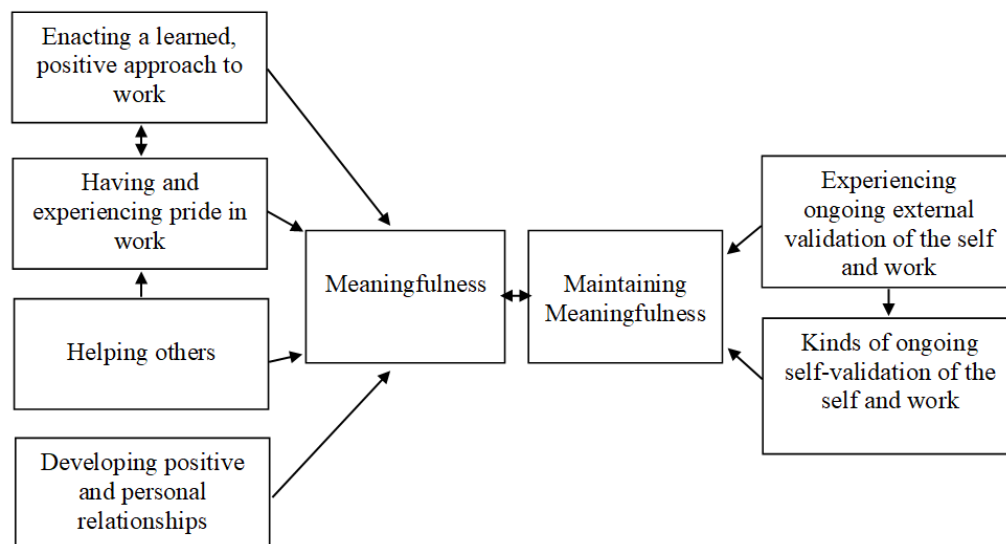 Enacting a learned,
positive approach to
work
Having and
experiencing pride in
work
Helping others
Developing positive
and personal
relationships
Meaningfulness
Maintaining
Meaningfulness
Experiencing
ongoing external
validation of the self
and work
Kinds of ongoing
self-validation of the
self and work